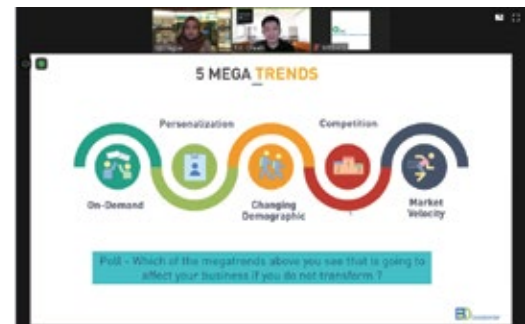 5 MEGA TRENDS
Personalization
Competition
On-Demand
Changing
Demographic
Market
Velocity
Poll - Which of the megatrends above you see that is going to
affect your business if you do not transform ?